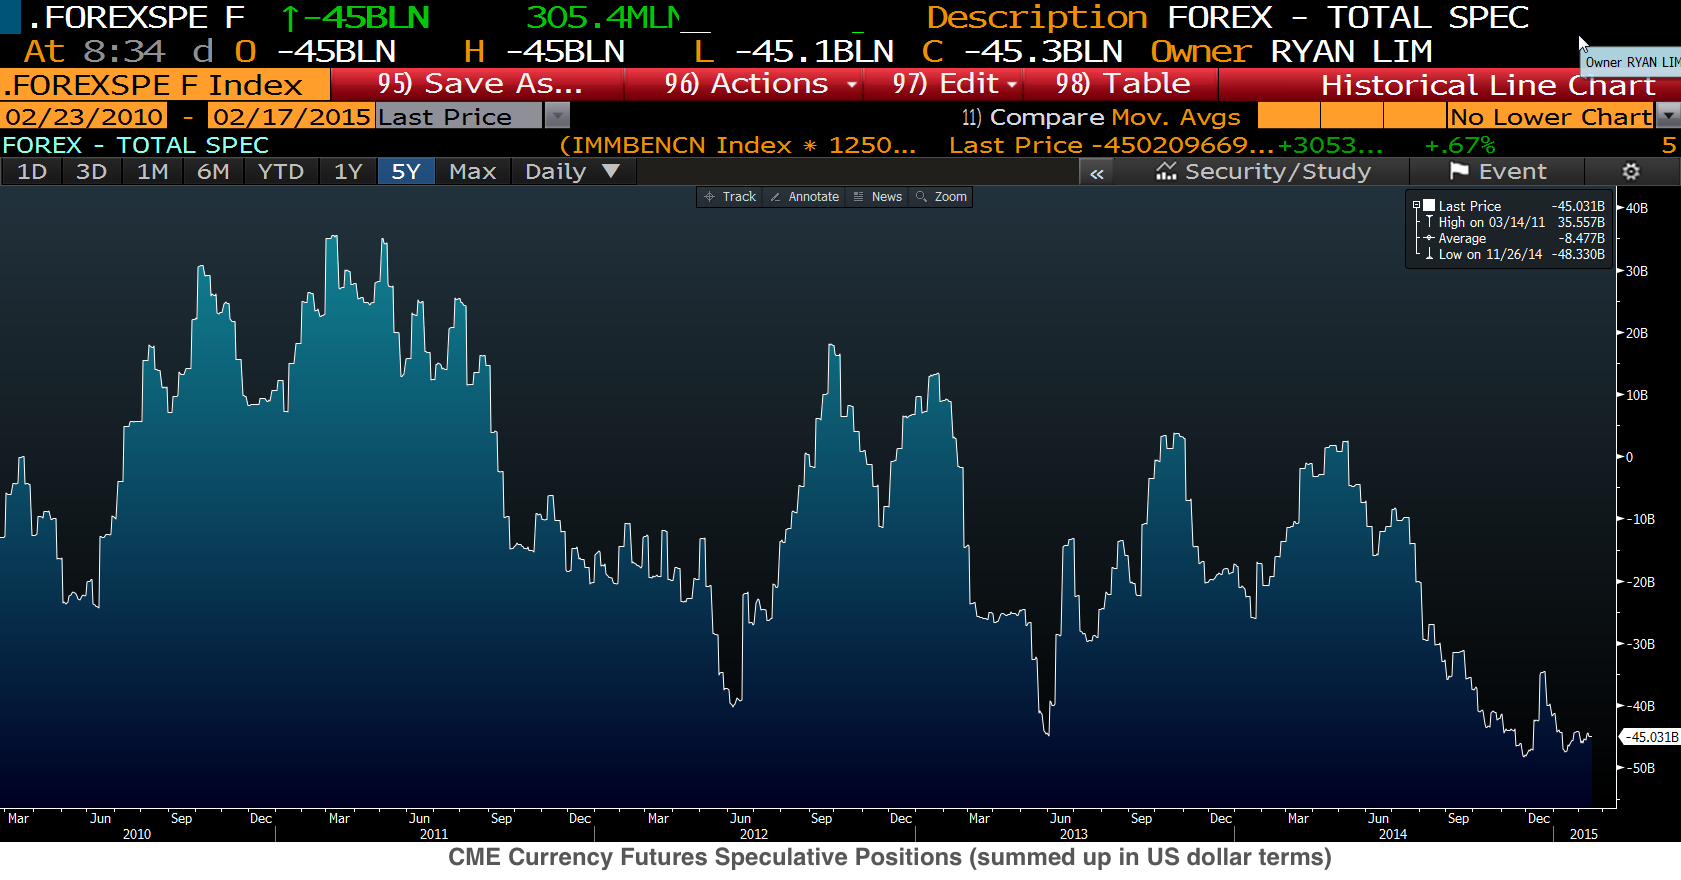 .FOREXSPE F ↑-45BLN 305.4MLN Description FOREX - TOTAL SPEC
At 8:34 d O -45BLN H -45BLN L -45.1BLN C -45.3BLN Owner RYAN LIM
Owner RYAN LIM
.FOREXSPE F Index 95) Save As... 96) Actions 97) Edit 98) Table Historical Line Chart
02/23/2010 - 02/17/2015 Last Price 11) Compare Mov. Avgs No Lower Chart
FOREX - TOTAL SPEC (IMMBENCN Index * 1250... Last Price -450209669...+3053... +.67% 5
1D 3D 1M 6M YTD 1Y 5Y Max Daily ▼ « Security/Study Event
Track Annotate News Zoom
Last Price -45.031B
High on 03/14/11 35.557B
Average -8.477B
Low on 11/26/14 -48.330B
40B
30B
20B
10B
0
-10B
-20B
-30B
-40B
-45.031B
-50B
Mar Jun Sep Dec Mar Jun Sep Dec Mar Jun Sep Dec Mar Jun Sep Dec Mar Jun Sep Dec
2010 2011 2012 2013 2014 2015
CME Currency Futures Speculative Positions (summed up in US dollar terms)